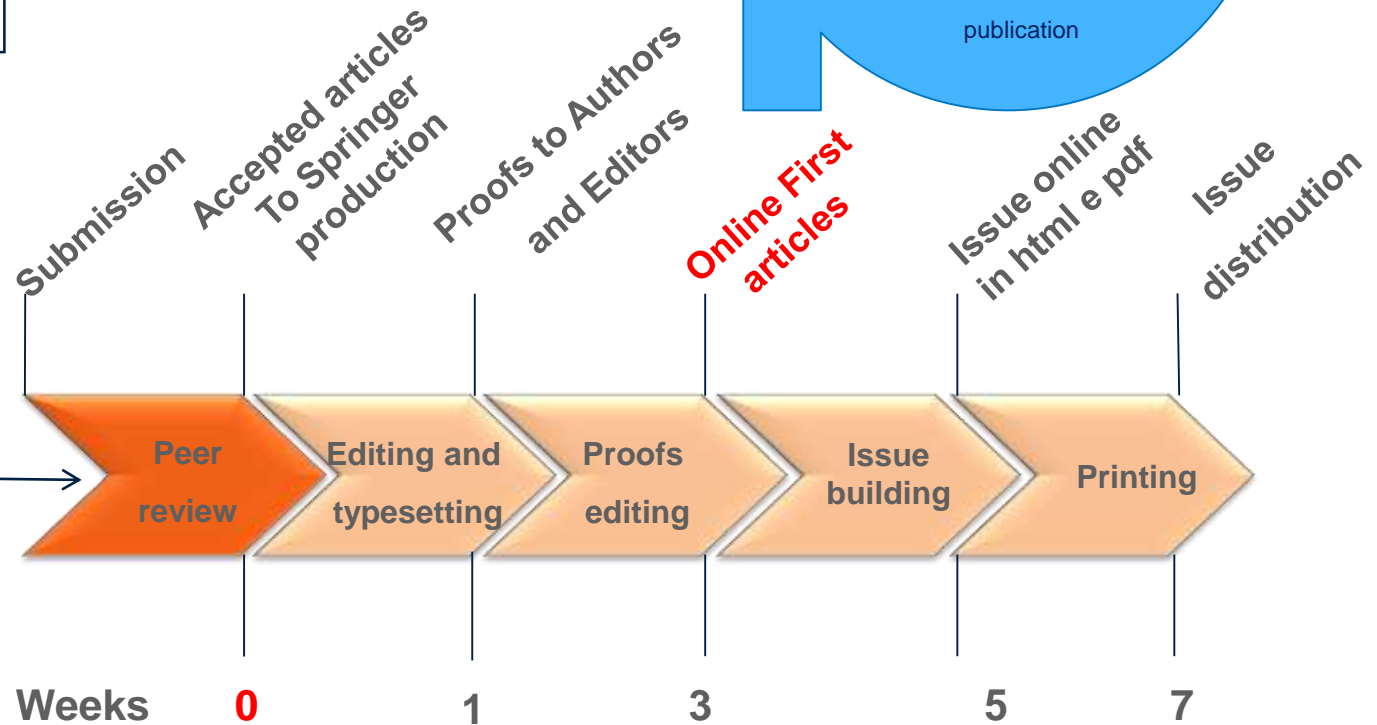 publication
Submission
Accepted articles
To Springer
production
Proofs to Authors
and Editors
Online First
articles
Issue online
in html e pdf
Issue
distribution
Peer
review
Editing and
typesetting
Proofs
editing
Issue
building
Printing
Weeks 0 1 3 5 7